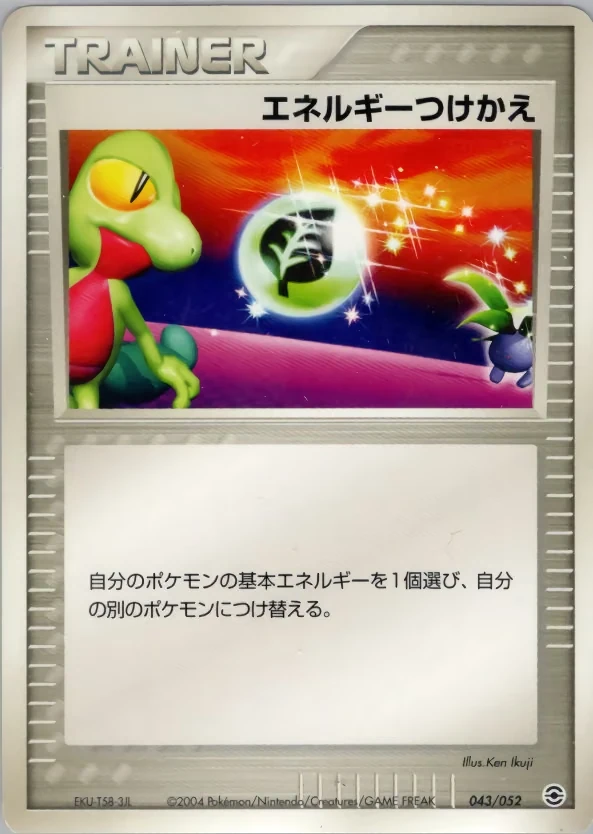 TRAINER
エネルギーつけかえ
自分のポケモンの基本エネルギーを1個選び、自分
の別のポケモンにつけ替える。
Illus. Ken Ikuji
EKU-T58-3JL ©2004 Pokémon/Nintendo/Creatures/GAME FREAK 043/052